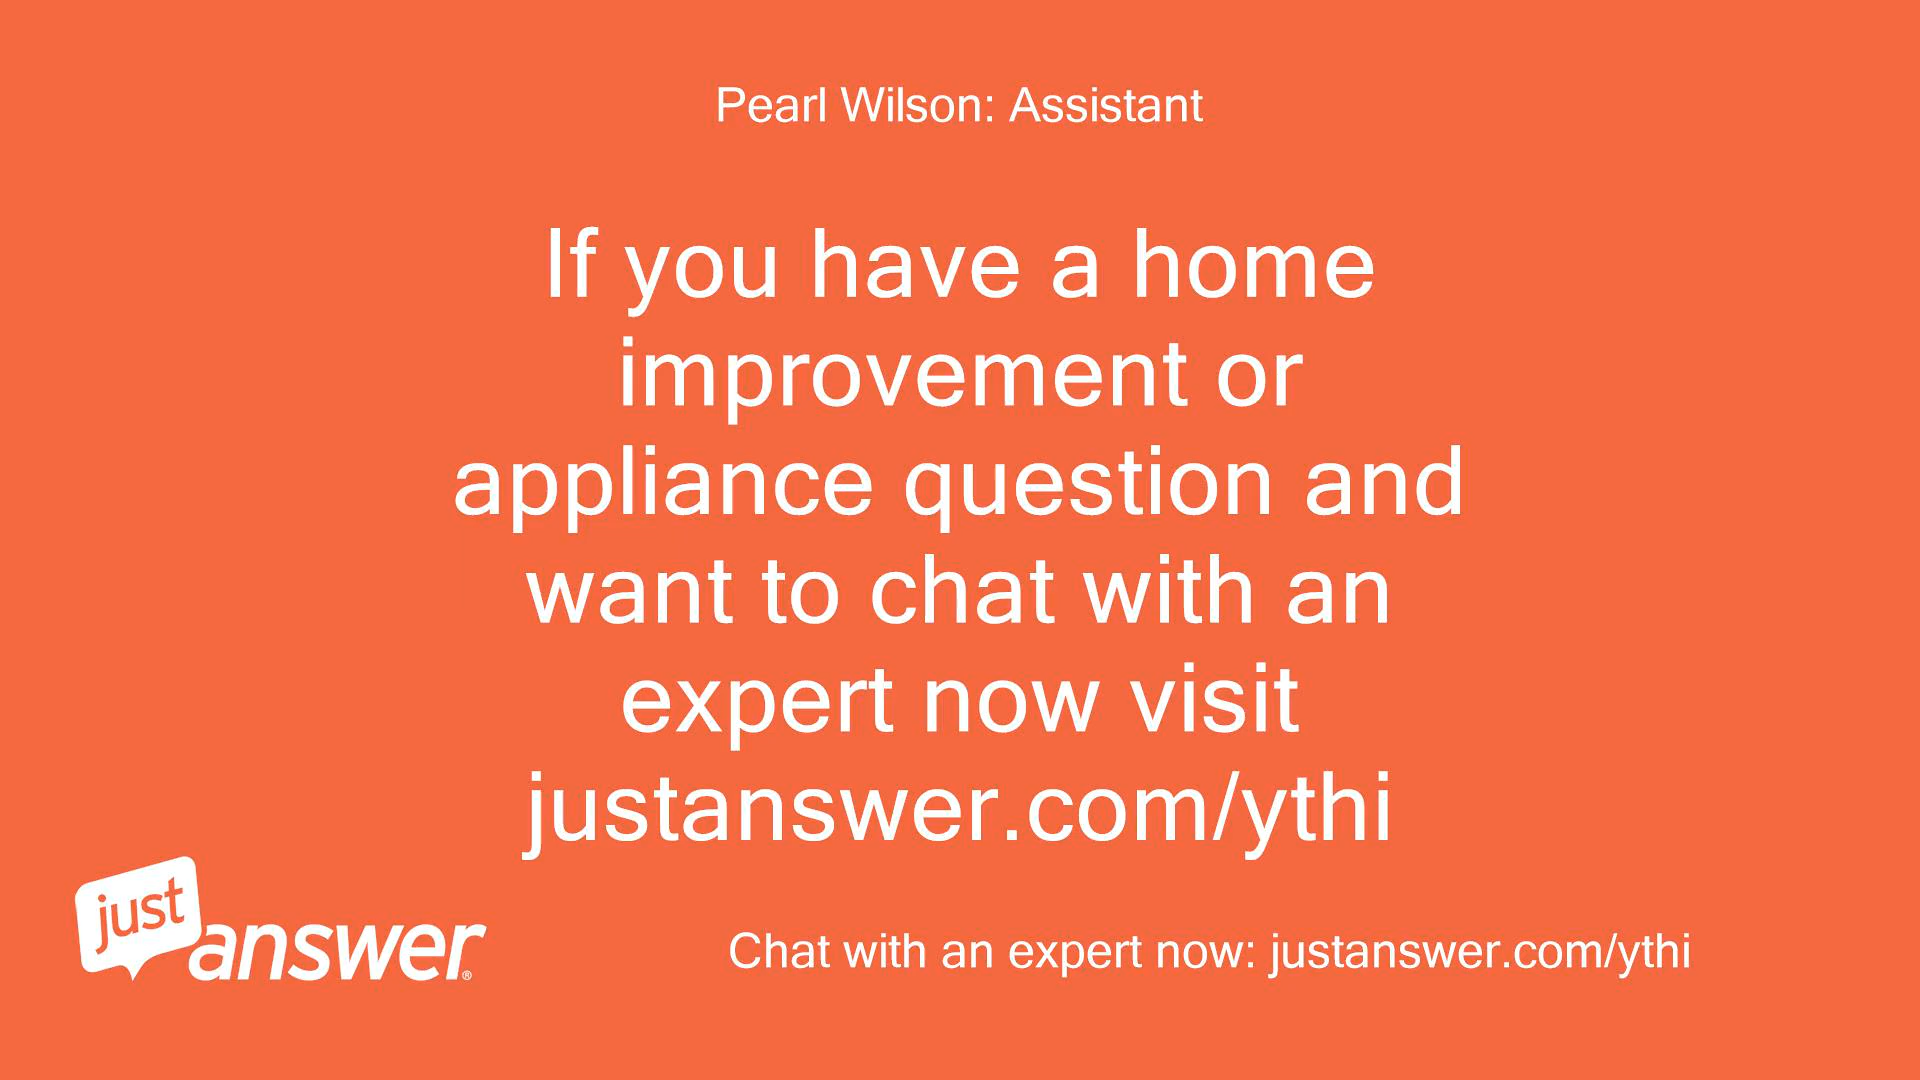 Pearl Wilson: Assistant
If you have a home
improvement or
appliance question and
want to chat with an
expert now visit
justanswer.com/ythi
just
answer®
Chat with an expert now: justanswer.com/ythi